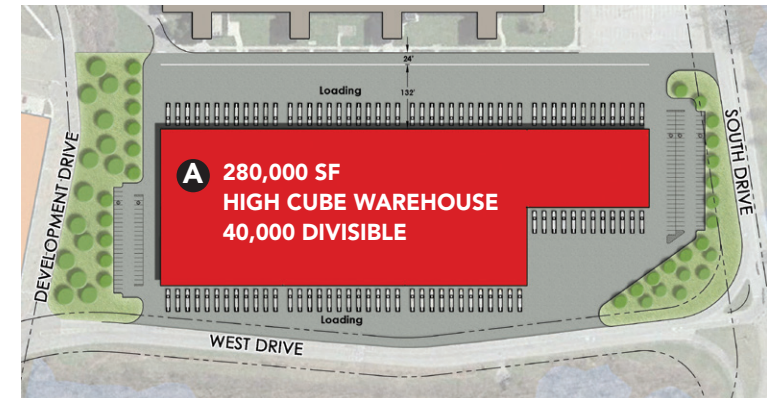 24'
Loading
132'
A
280,000 SF
HIGH CUBE WAREHOUSE
40,000 DIVISIBLE
DEVELOPMENT DRIVE
SOUTH DRIVE
Loading
WEST DRIVE